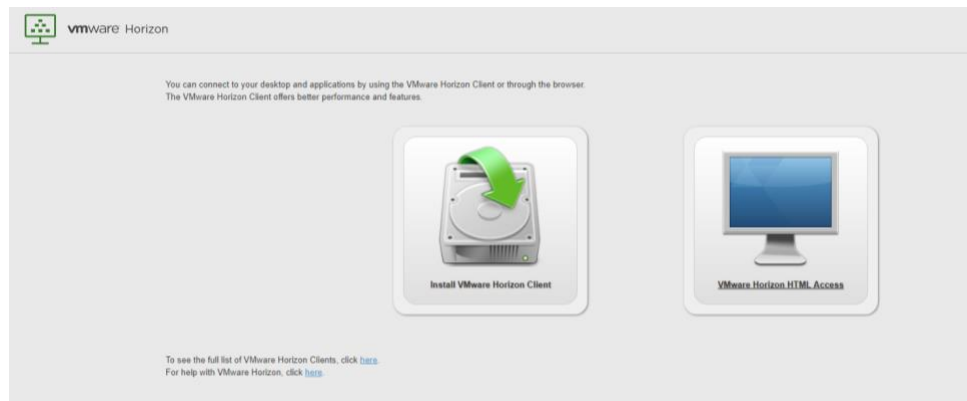 vmware Horizon
You can connect to your desktop and applications by using the VMware Horizon Client or through the browser.
The VMware Horizon Client offers better performance and features.
Install VMware Horizon Client
VMware Horizon HTML Access
To see the full list of VMware Horizon Clients, click here.
For help with VMware Horizon, click here.